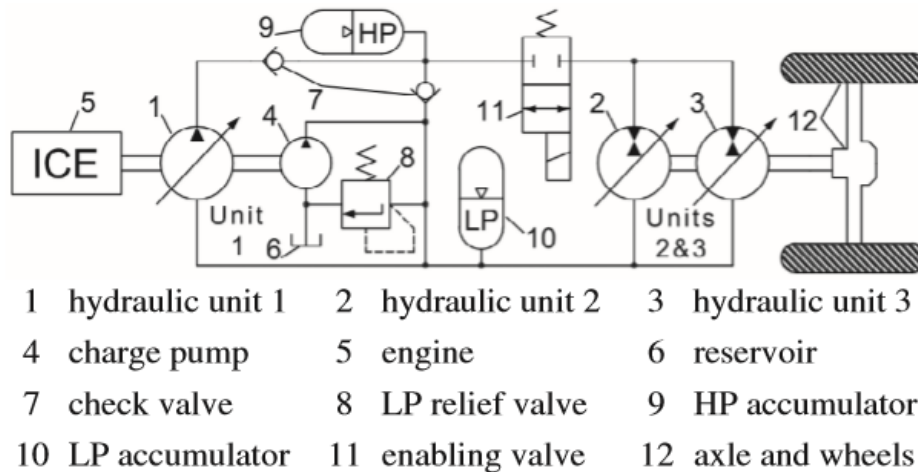 9 HP
5 1 4 7 11 2 3 12
ICE
8
LP
Unit
1
6
10
Units
2&3
1 hydraulic unit 1 2 hydraulic unit 2 3 hydraulic unit 3
4 charge pump 5 engine 6 reservoir
7 check valve 8 LP relief valve 9 HP accumulator
10 LP accumulator 11 enabling valve 12 axle and wheels